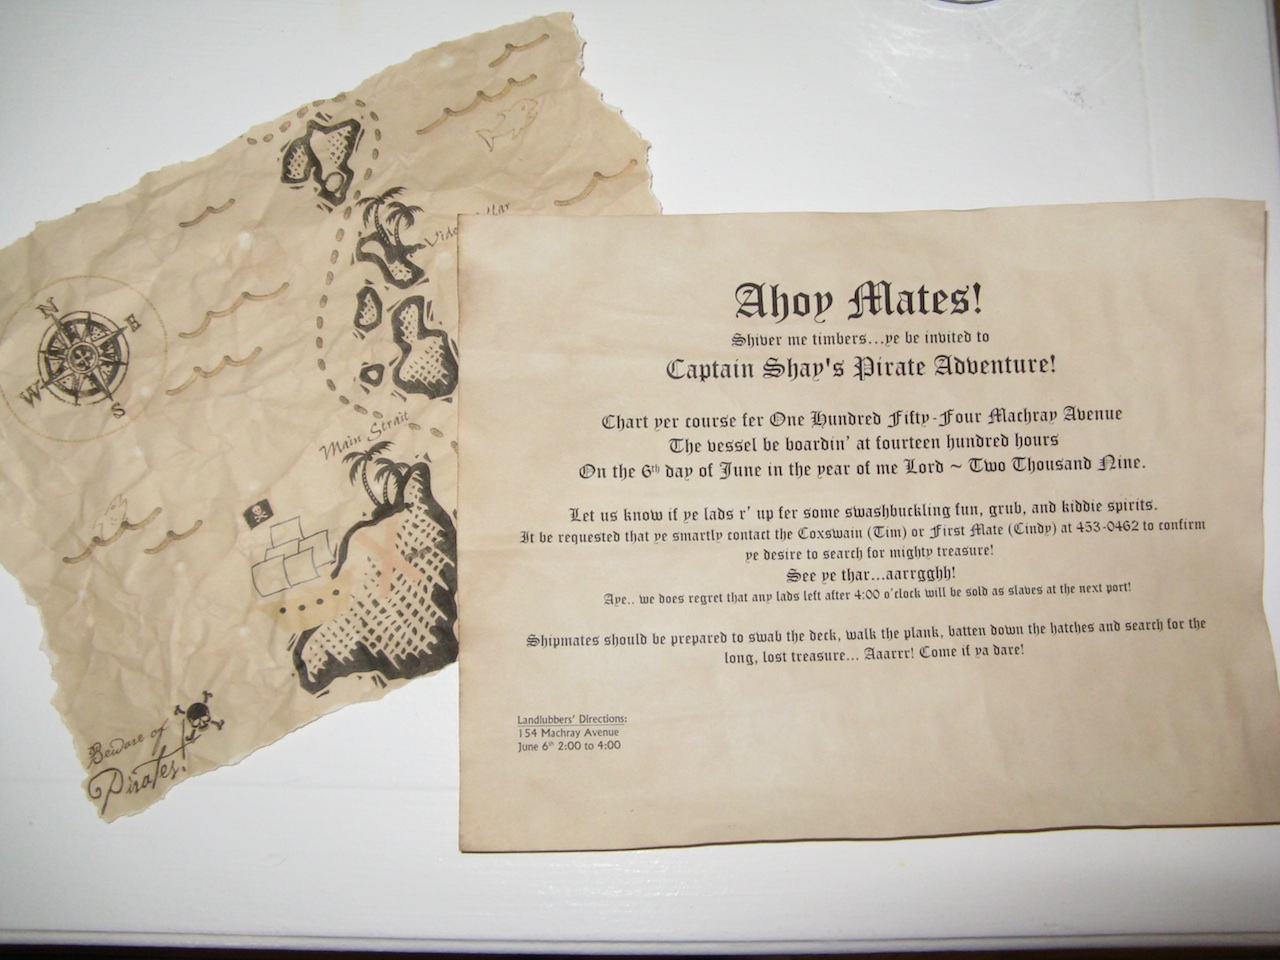 N
E
W
S
Main Strait
Beware of
Pirates!
Ahoy Mates!
Shiver me timbers...ye be invited to
Captain Shay's Pirate Adventure!
Chart yer course fer One Hundred Fifty-Four Machray Avenue
The vessel be boardin' at fourteen hundred hours
On the 6th day of June in the year of me Lord ~ Two Thousand Nine.
Let us know if ye lads r' up fer some swashbuckling fun, grub, and kiddie spirits.
It be requested that ye smartly contact the Coxswain (Tim) or First Mate (Cindy) at 453-0462 to confirm
ye desire to search for mighty treasure!
See ye thar...aarrgghh!
Aye.. we does regret that any lads left after 4:00 o'clock will be sold as slaves at the next port!
Shipmates should be prepared to swab the deck, walk the plank, batten down the hatches and search for the
long, lost treasure... Aaarrr! Come if ya dare!
Landlubbers' Directions:
154 Machray Avenue
June 6th 2:00 to 4:00